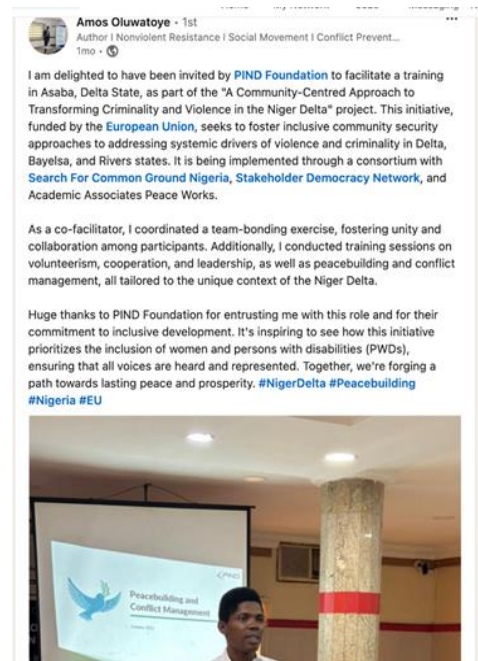 Amos Oluwatoye · 1st
Author I Nonviolent Resistance I Social Movement I Conflict Prevent...
1mo ·
I am delighted to have been invited by PIND Foundation to facilitate a training
in Asaba, Delta State, as part of the "A Community-Centred Approach to
Transforming Criminality and Violence in the Niger Delta" project. This initiative,
funded by the European Union, seeks to foster inclusive community security
approaches to addressing systemic drivers of violence and criminality in Delta,
Bayelsa, and Rivers states. It is being implemented through a consortium with
Search For Common Ground Nigeria, Stakeholder Democracy Network, and
Academic Associates Peace Works.
As a co-facilitator, I coordinated a team-bonding exercise, fostering unity and
collaboration among participants. Additionally, I conducted training sessions on
volunteerism, cooperation, and leadership, as well as peacebuilding and conflict
management, all tailored to the unique context of the Niger Delta.
Huge thanks to PIND Foundation for entrusting me with this role and for their
commitment to inclusive development. It's inspiring to see how this initiative
prioritizes the inclusion of women and persons with disabilities (PWDs),
ensuring that all voices are heard and represented. Together, we're forging a
path towards lasting peace and prosperity. #NigerDelta #Peacebuilding
#Nigeria #EU
PIND
Peacebuilding and
Conflict Management